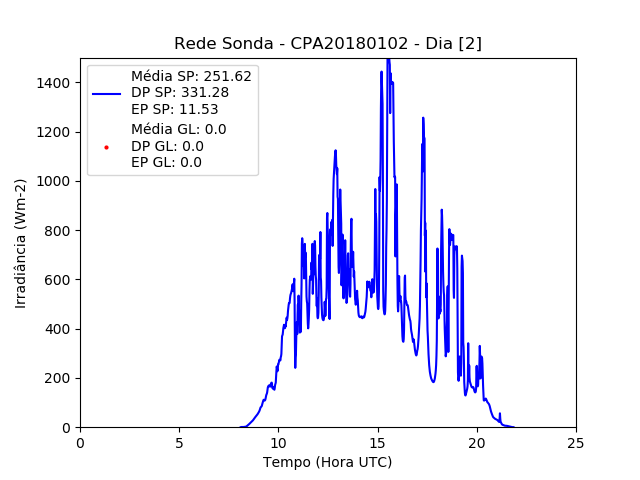 Rede Sonda - CPA20180102 - Dia [2]
Média SP: 251.62
DP SP: 331.28
EP SP: 11.53
Média GL: 0.0
DP GL: 0.0
EP GL: 0.0
1400
1200
1000
800
600
400
200
0
Irradiância (Wm-2)
0 5 10 15 20 25
Tempo (Hora UTC)